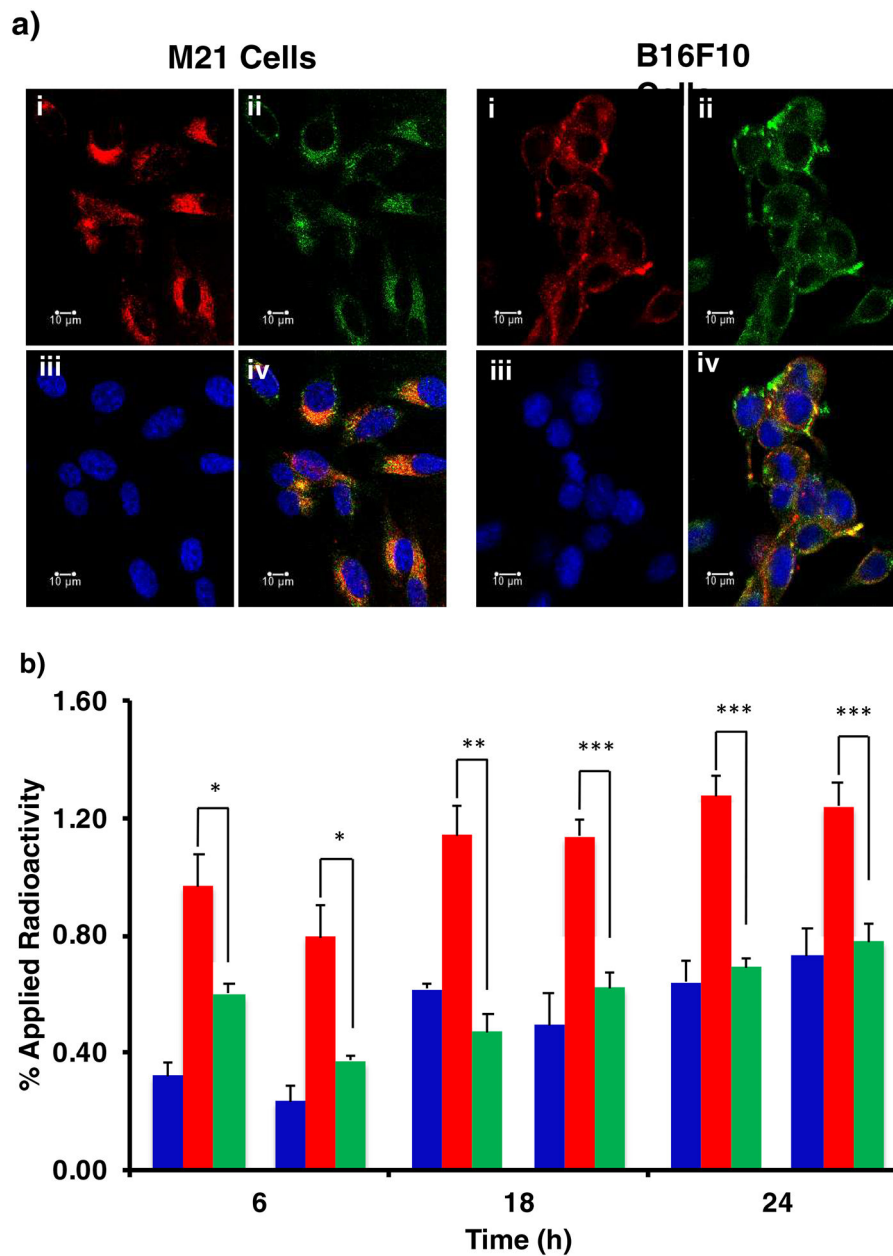 a)
M21 Cells
B16F10
Cells
i
ii
i
ii
10 µm
10 µm
10 µm
10 µm
iii
iv
iii
iv
10 µm
10 µm
10 µm
10 µm
b)
1.60
1.20
0.80
0.40
0.00
% Applied Radioactivity
*
*
**
***
***
***
6
18
24
Time (h)